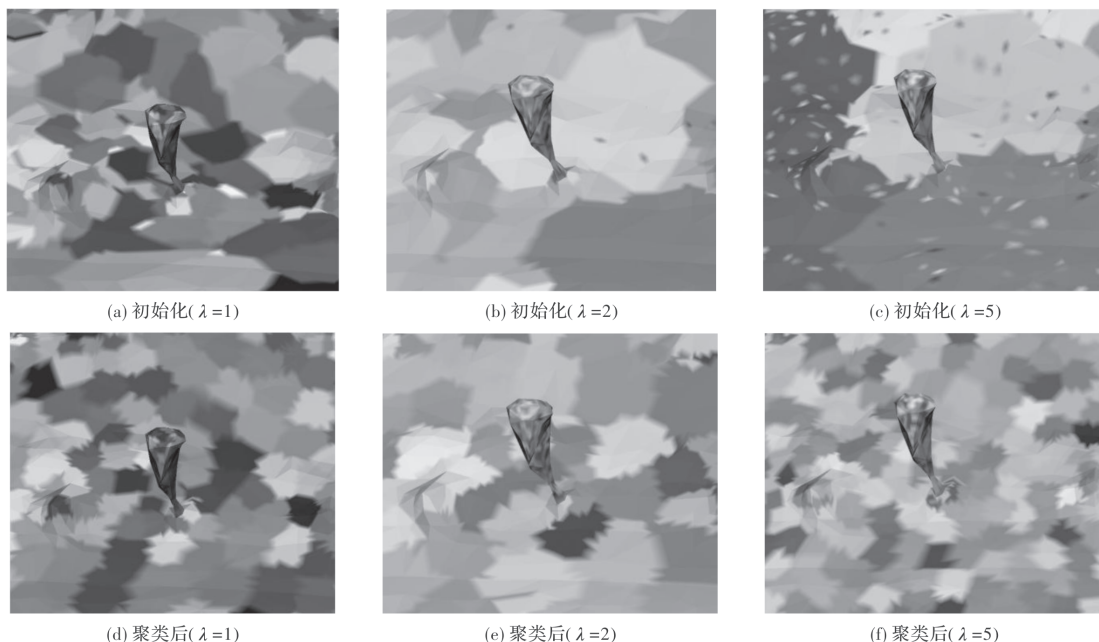 (a) 初始化(λ=1)
(b) 初始化(λ=2)
(c) 初始化(λ=5)
(d) 聚类后(λ=1)
(e) 聚类后(λ=2)
(f) 聚类后(λ=5)